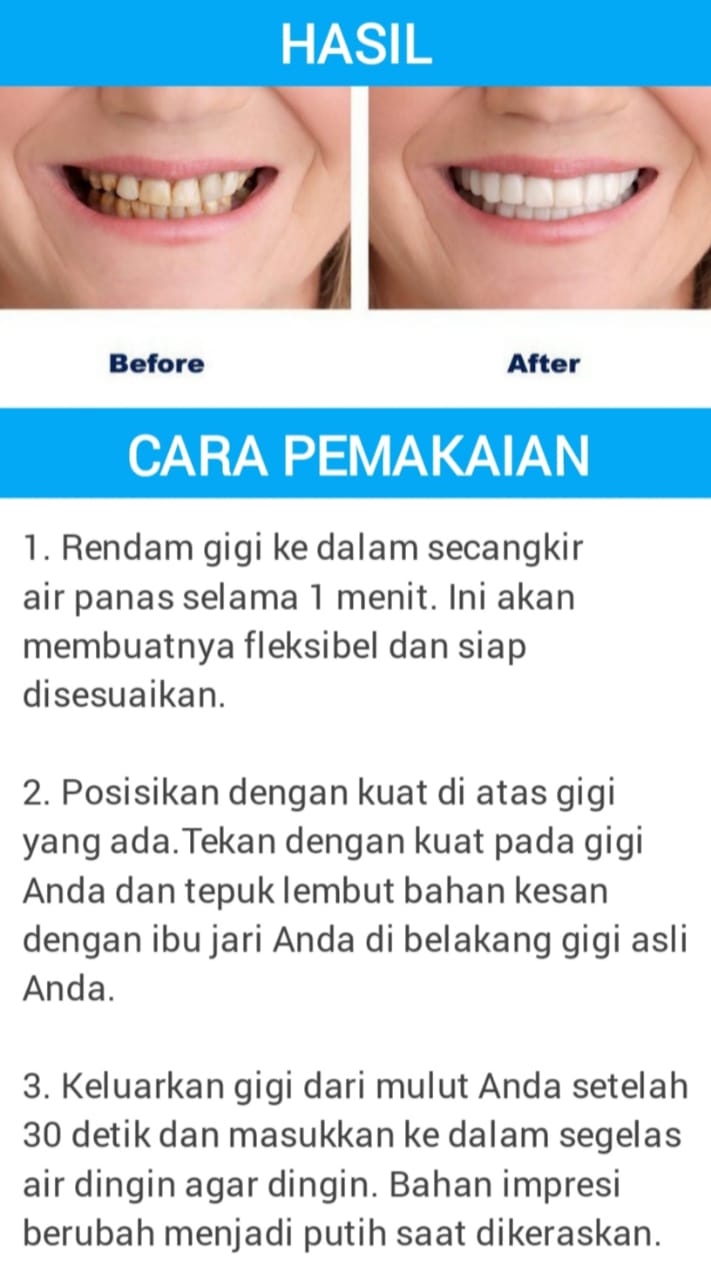 HASIL
Before
After
CARA PEMAKAIAN
1. Rendam gigi ke dalam secangkir
air panas selama 1 menit. Ini akan
membuatnya fleksibel dan siap
disesuaikan.
2. Posisikan dengan kuat di atas gigi
yang ada.Tekan dengan kuat pada gigi
Anda dan tepuk lembut bahan kesan
dengan ibu jari Anda di belakang gigi asli
Anda.
3. Keluarkan gigi dari mulut Anda setelah
30 detik dan masukkan ke dalam segelas
air dingin agar dingin. Bahan impresi
berubah menjadi putih saat dikeraskan.